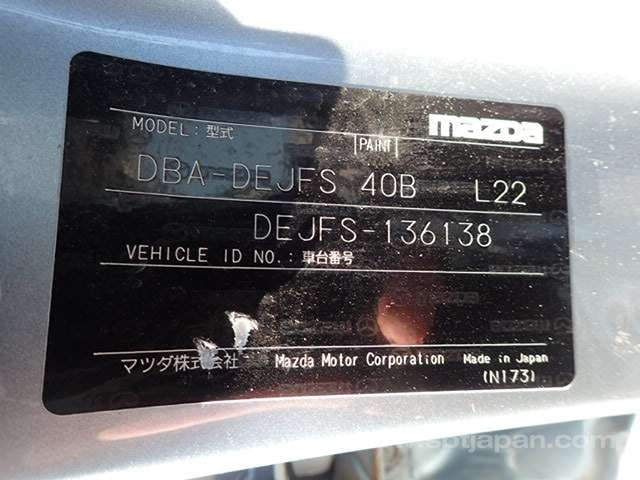 mazda
MODEL : 型式
PAINT
DBA-DEJFS 40B L22
DEJFS-136138
VEHICLE ID NO. : 車台番号
マツダ株式会社 Mazda Motor Corporation Made in Japan
(N173)